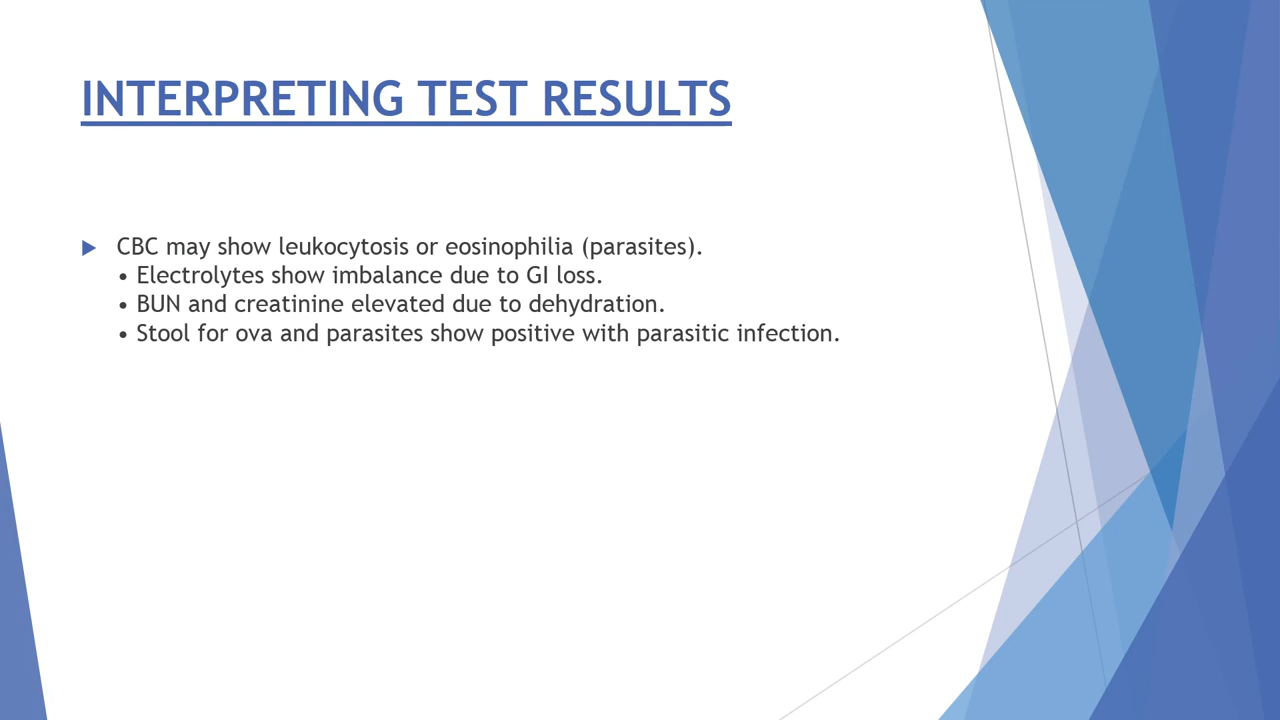 INTERPRETING TEST RESULTS
CBC may show leukocytosis or eosinophilia (parasites).
• Electrolytes show imbalance due to GI loss.
• BUN and creatinine elevated due to dehydration.
• Stool for ova and parasites show positive with parasitic infection.